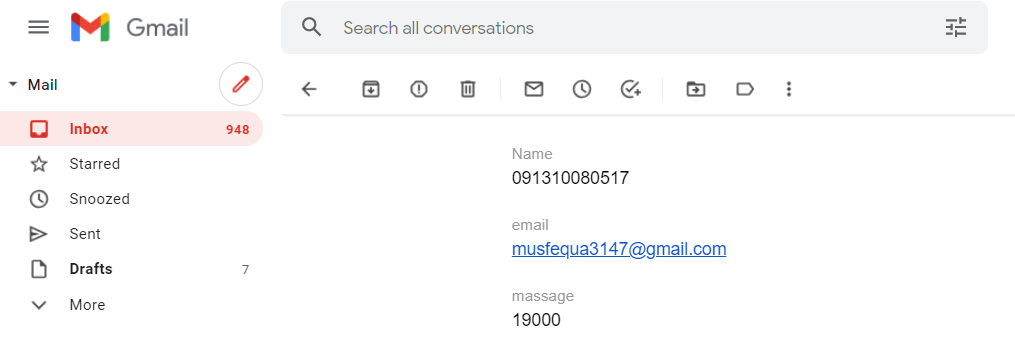 Gmail
Search all conversations
Mail
Inbox 948
Starred
Snoozed
Sent
Drafts 7
More
Name
091310080517
email
musfequa3147@gmail.com
massage
19000